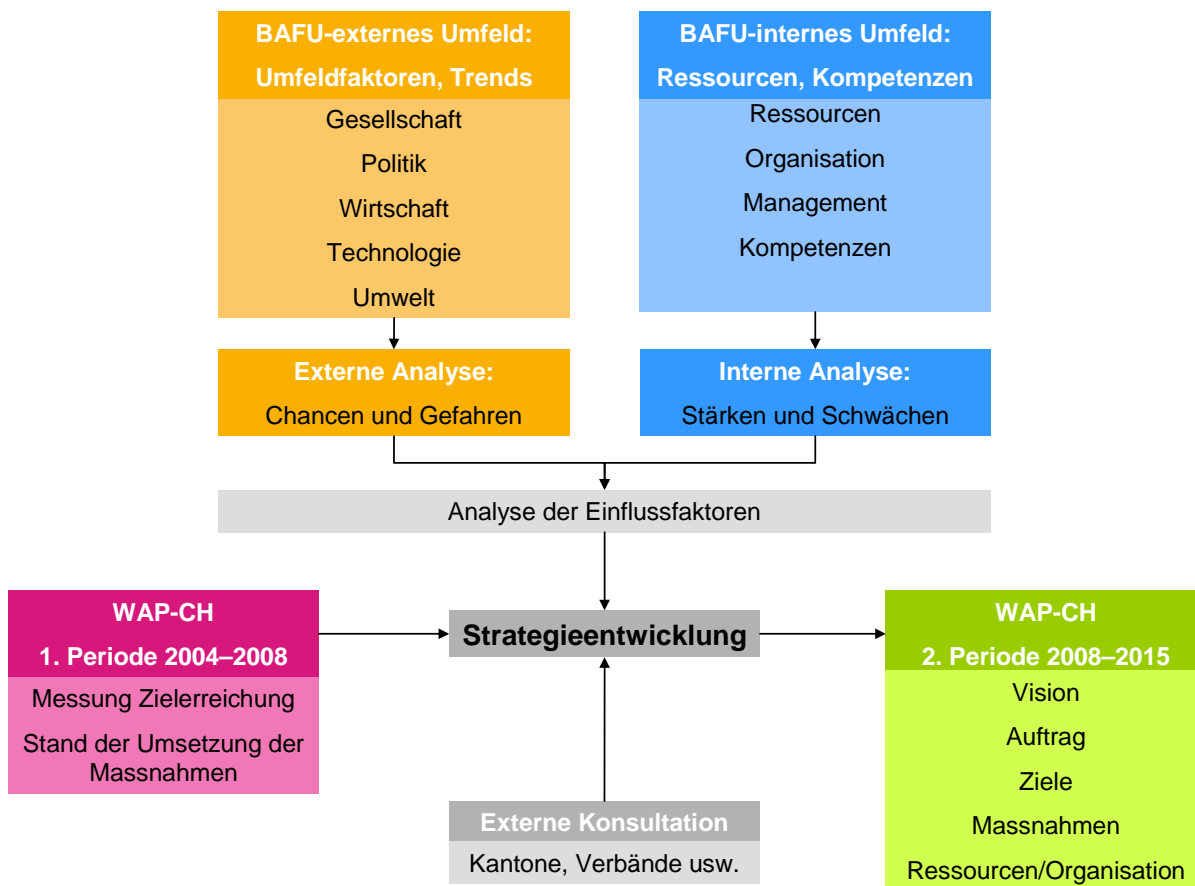 BAFU-externes Umfeld:
Umfeldfaktoren, Trends
Gesellschaft
Politik
Wirtschaft
Technologie
Umwelt
BAFU-internes Umfeld:
Ressourcen, Kompetenzen
Ressourcen
Organisation
Management
Kompetenzen
Externe Analyse:
Chancen und Gefahren
Interne Analyse:
Stärken und Schwächen
Analyse der Einflussfaktoren
WAP-CH
1. Periode 2004–2008
Messung Zielerreichung
Stand der Umsetzung der
Massnahmen
Strategieentwicklung
WAP-CH
2. Periode 2008–2015
Vision
Auftrag
Ziele
Massnahmen
Ressourcen/Organisation
Externe Konsultation
Kantone, Verbände usw.